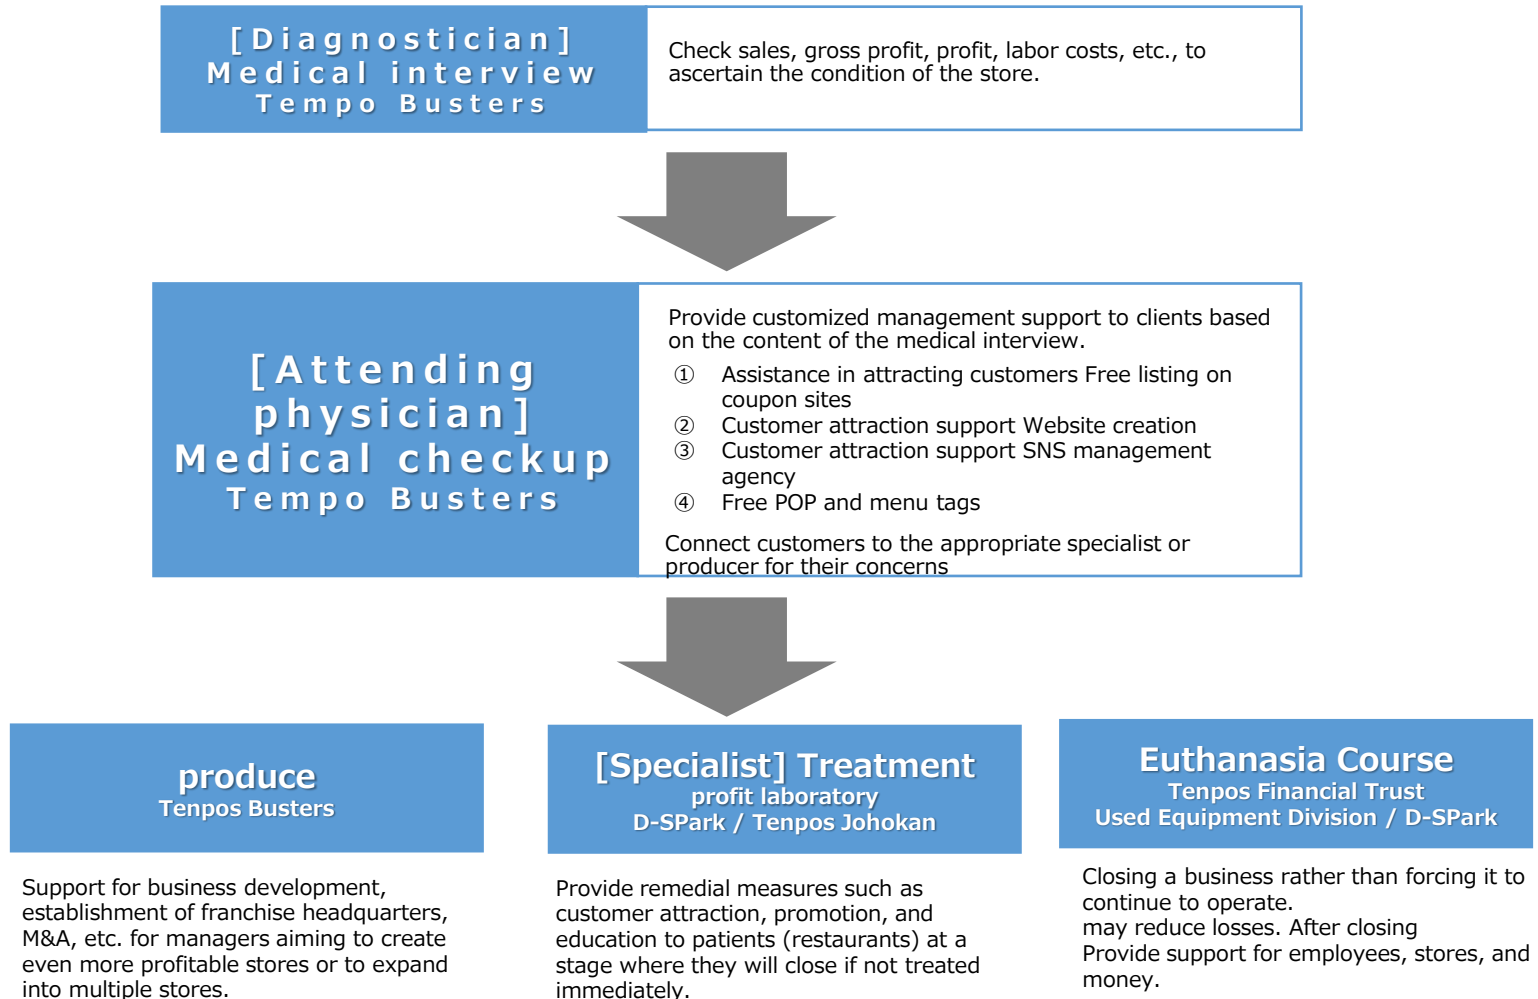 [Diagnostician]
Medical interview
Tempo Busters
Check sales, gross profit, profit, labor costs, etc., to
ascertain the condition of the store.
[Attending
physician]
Medical checkup
Tempo Busters
Provide customized management support to clients based
on the content of the medical interview.
① Assistance in attracting customers Free listing on
coupon sites
② Customer attraction support Website creation
③ Customer attraction support SNS management
agency
④ Free POP and menu tags
Connect customers to the appropriate specialist or
producer for their concerns
produce
Tenpos Busters
Support for business development,
establishment of franchise headquarters,
M&A, etc. for managers aiming to create
even more profitable stores or to expand
into multiple stores.
[Specialist] Treatment
profit laboratory
D-SPark / Tenpos Johokan
Provide remedial measures such as
customer attraction, promotion, and
education to patients (restaurants) at a
stage where they will close if not treated
immediately.
Euthanasia Course
Tenpos Financial Trust
Used Equipment Division / D-SPark
Closing a business rather than forcing it to
continue to operate.
may reduce losses. After closing
Provide support for employees, stores, and
money.